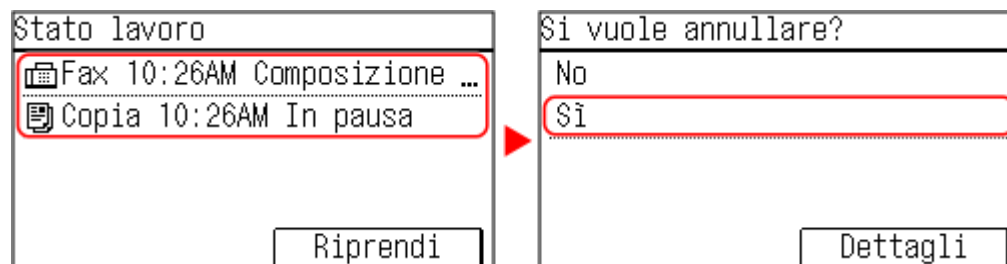 Stato lavoro
Fax 10:26AM Composizione ...
Copia 10:26AM In pausa
Riprendi
Si vuole annullare?
No
Sì
Dettagli